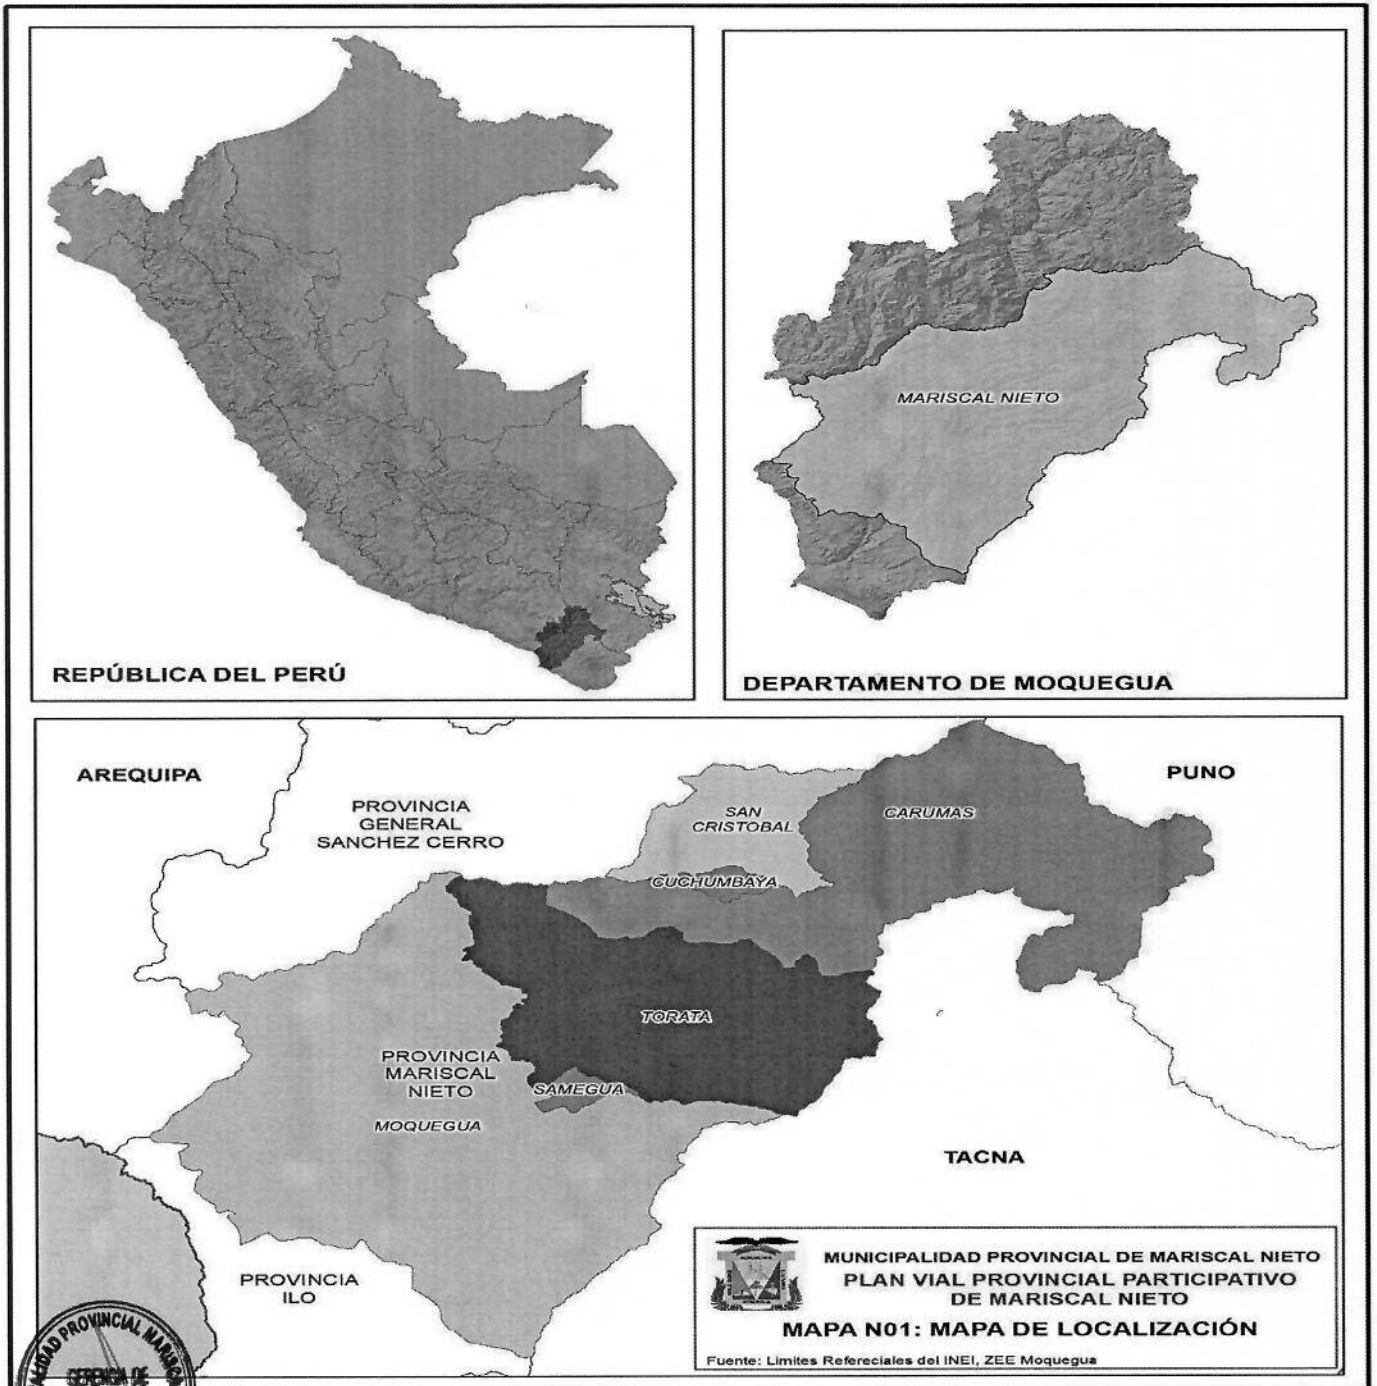 REPÚBLICA DEL PERÚ
MARISCAL NIETO
DEPARTAMENTO DE MOQUEGUA
AREQUIPA
PUNO
PROVINCIA
GENERAL
SANCHEZ CERRO
SAN
CRISTOBAL
CARUMAS
CUCHUMBAYA
TORATA
PROVINCIA
MARISCAL
NIETO
SAMEGUA
MOQUEGUA
TACNA
PROVINCIA
ILO
MUNICIPALIDAD PROVINCIAL DE MARISCAL NIETO
PLAN VIAL PROVINCIAL PARTICIPATIVO
DE MARISCAL NIETO
MAPA N01: MAPA DE LOCALIZACIÓN
Fuente: Limites Refereciales del INEI, ZEE Moquegua
PROVINCIAL
GERENCIA DE